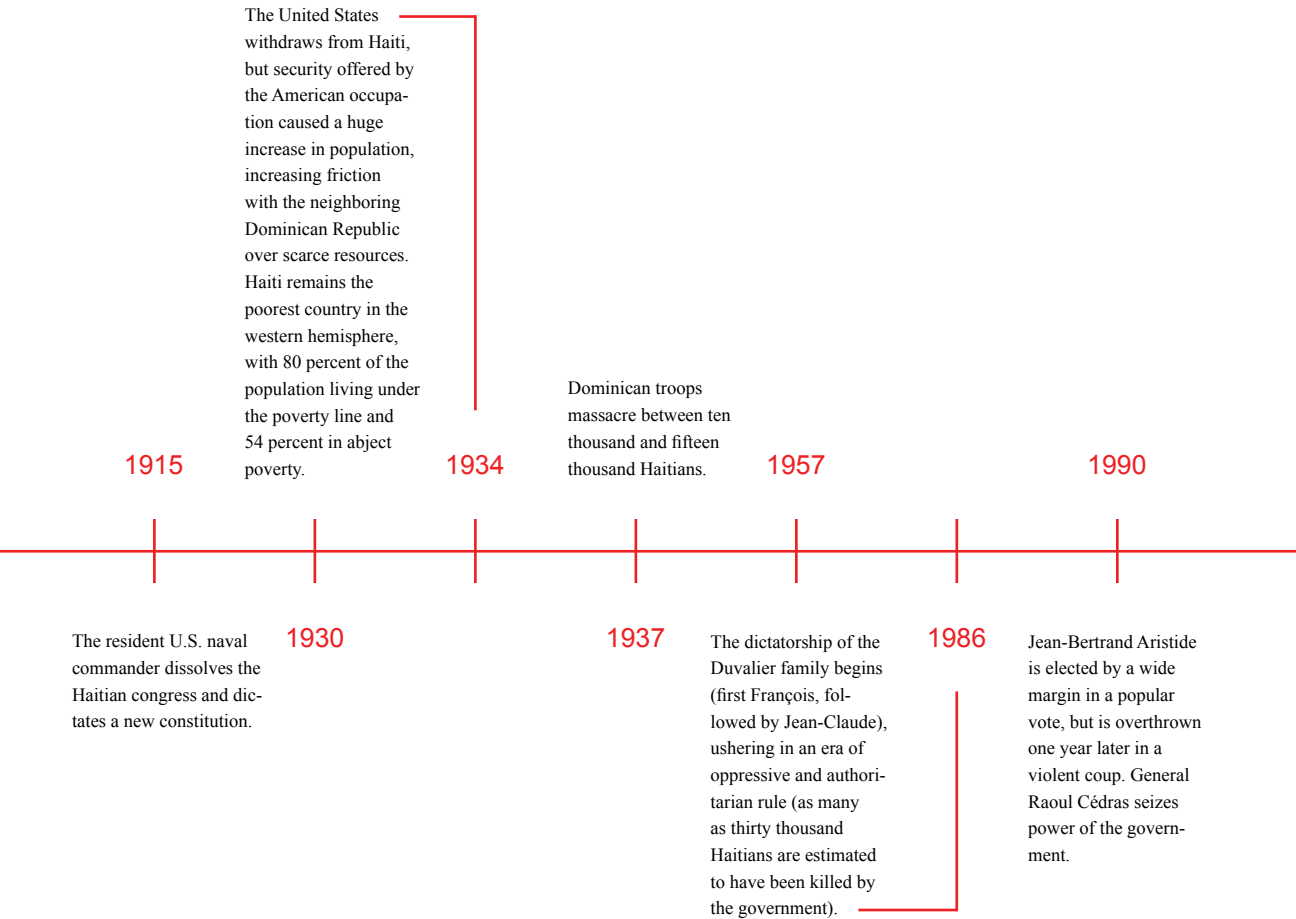 The United States
withdraws from Haiti,
but security offered by
the American occupa-
tion caused a huge
increase in population,
increasing friction
with the neighboring
Dominican Republic
over scarce resources.
Haiti remains the
poorest country in the
western hemisphere,
with 80 percent of the
population living under
the poverty line and
54 percent in abject
poverty.
Dominican troops
massacre between ten
thousand and fifteen
thousand Haitians.
1915
1934
1957
1990
The resident U.S. naval
commander dissolves the
Haitian congress and dic-
tates a new constitution.
1930
1937
The dictatorship of the
Duvalier family begins
(first François, fol-
lowed by Jean-Claude),
ushering in an era of
oppressive and authori-
tarian rule (as many
as thirty thousand
Haitians are estimated
to have been killed by
the government).
1986
Jean-Bertrand Aristide
is elected by a wide
margin in a popular
vote, but is overthrown
one year later in a
violent coup. General
Raoul Cédras seizes
power of the govern-
ment.